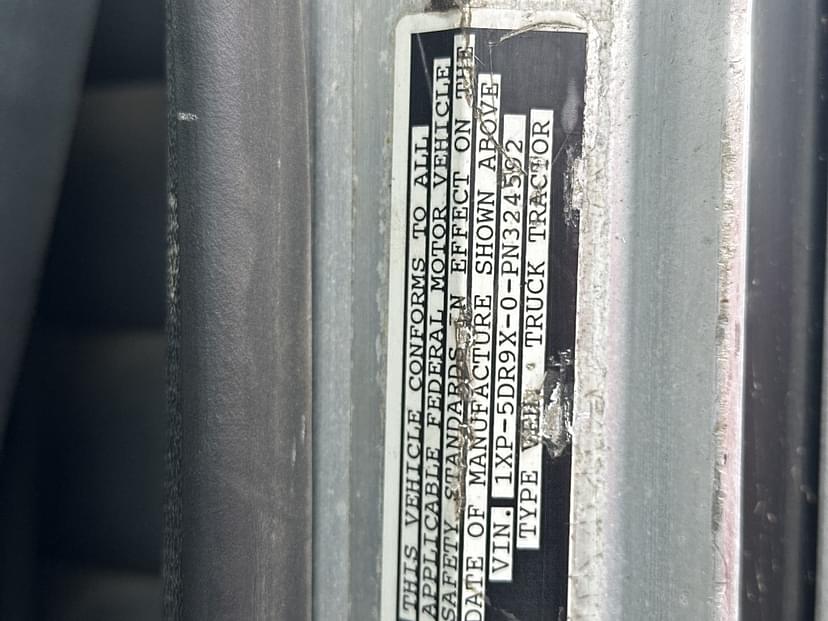 THIS VEHICLE CONFORMS TO ALL
APPLICABLE FEDERAL MOTOR VEHICLE
SAFETY STANDARDS IN EFFECT ON THE
DATE OF MANUFACTURE SHOWN ABOVE
VIN. 1XP-5DR9X-0-PN324592
TYPE VEH. TRUCK TRACTOR